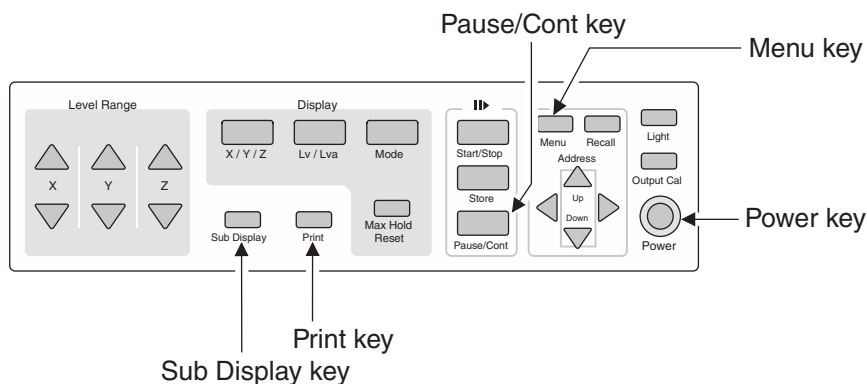 Pause/Cont key
Menu key
Level Range
Display
X / Y / Z
Lv / Lva
Mode
Start/Stop
Menu
Recall
Light
Address
X
Y
Z
Store
Up
Output Cal
Down
Sub Display
Print
Max Hold
Reset
Pause/Cont
Power
Power key
Print key
Sub Display key